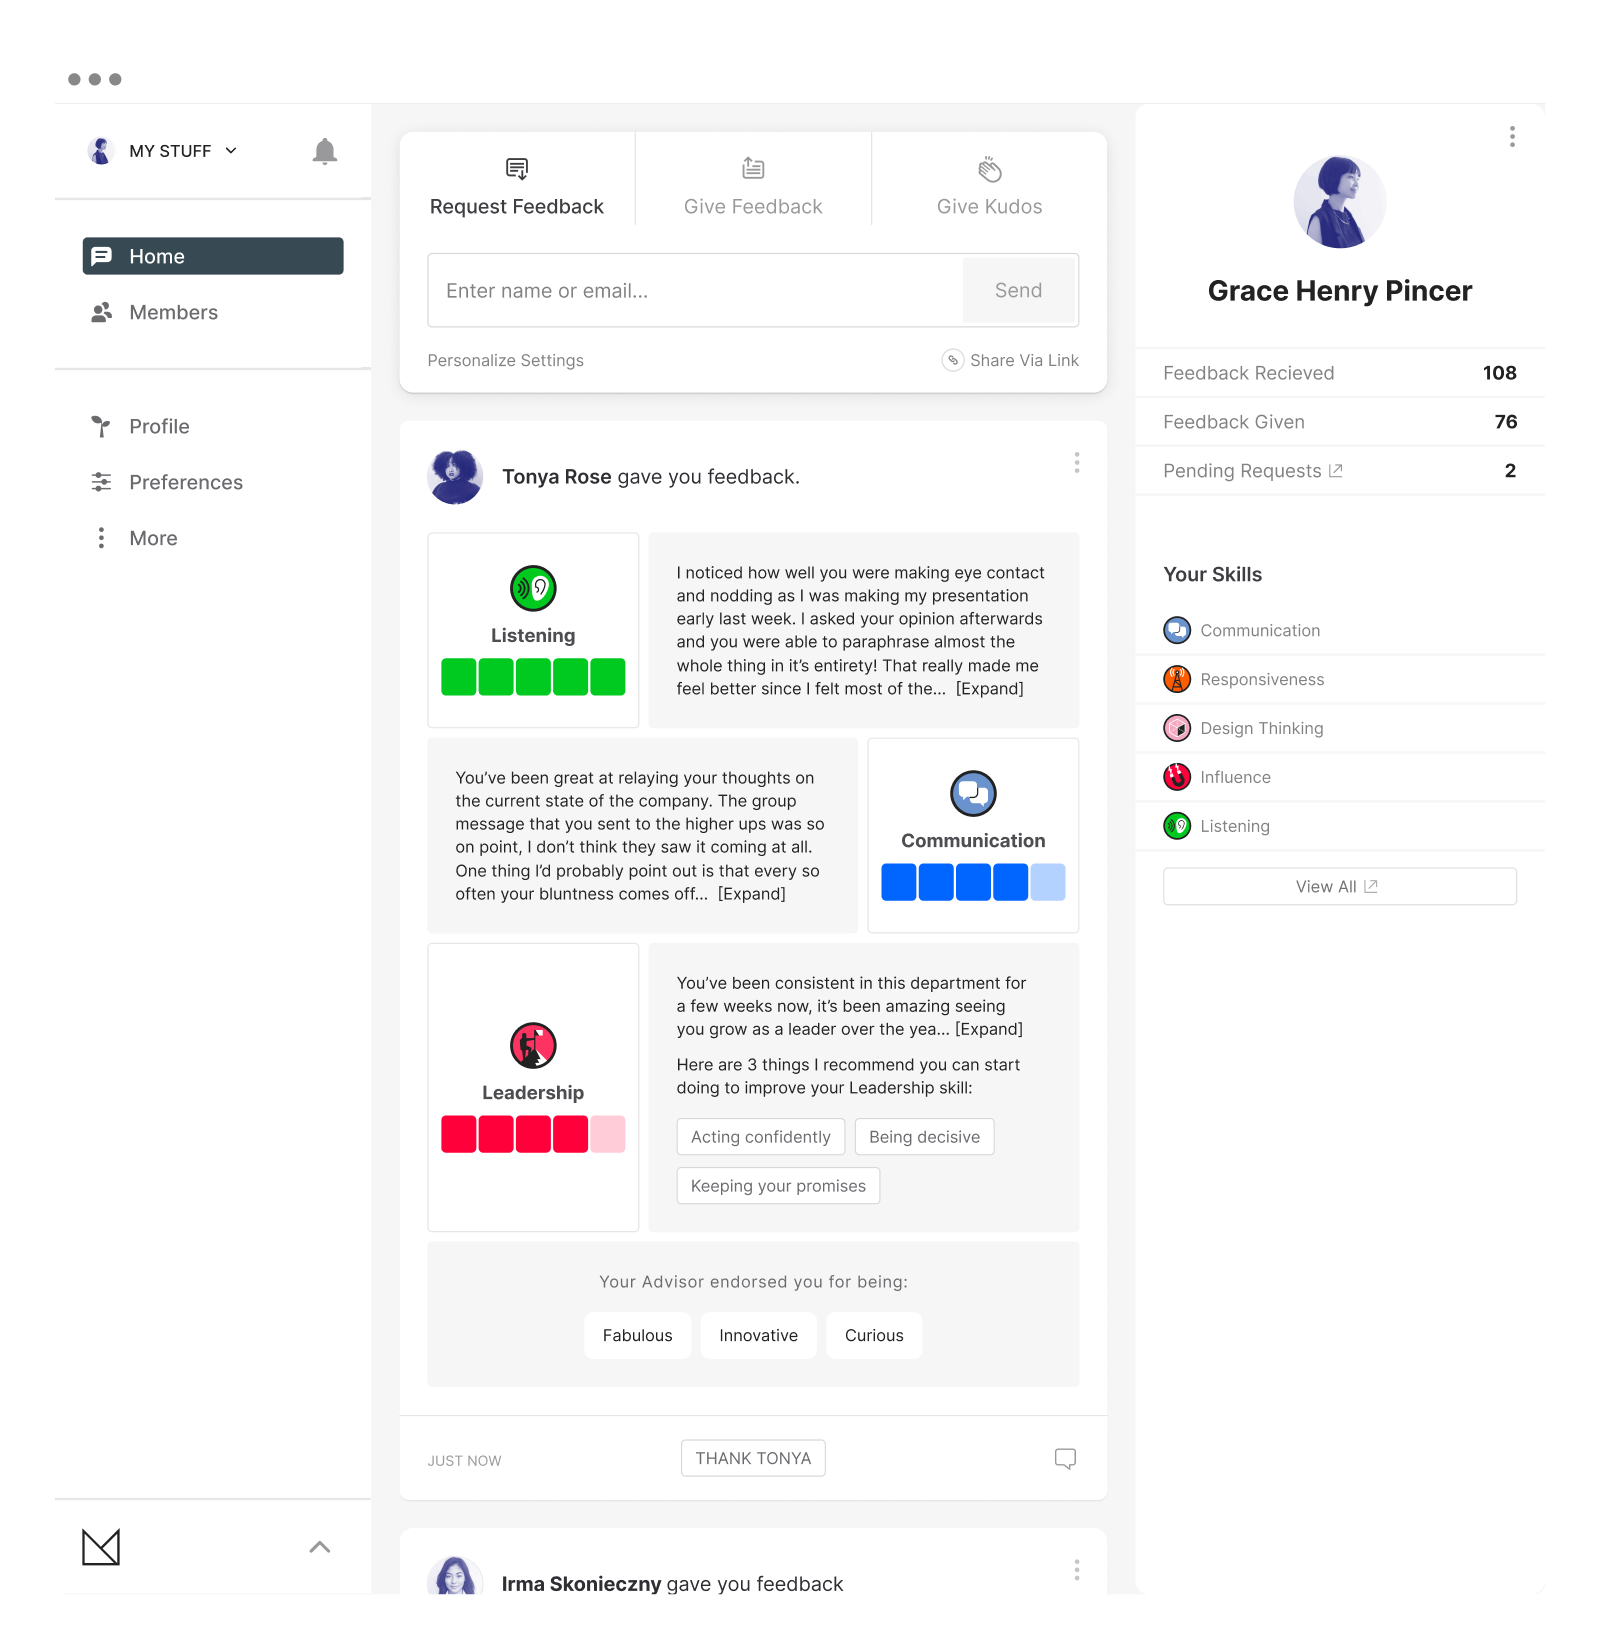 MY STUFF
Home
Members
Profile
Preferences
More
Request Feedback
Give Feedback
Give Kudos
Enter name or email...
Send
Personalize Settings
Share Via Link
Tonya Rose gave you feedback.
Listening
I noticed how well you were making eye contact
and nodding as I was making my presentation
early last week. I asked your opinion afterwards
and you were able to paraphrase almost the
whole thing in it’s entirety! That really made me
feel better since I felt most of the... [Expand]
You’ve been great at relaying your thoughts on
the current state of the company. The group
message that you sent to the higher ups was so
on point, I don’t think they saw it coming at all.
One thing I’d probably point out is that every so
often your bluntness comes off... [Expand]
Communication
Leadership
You’ve been consistent in this department for
a few weeks now, it’s been amazing seeing
you grow as a leader over the yea... [Expand]
Here are 3 things I recommend you can start
doing to improve your Leadership skill:
Acting confidently
Being decisive
Keeping your promises
Your Advisor endorsed you for being:
Fabulous
Innovative
Curious
JUST NOW
THANK TONYA
Irma Skonieczny gave you feedback
Grace Henry Pincer
Feedback Recieved 108
Feedback Given 76
Pending Requests 2
Your Skills
Communication
Responsiveness
Design Thinking
Influence
Listening
View All